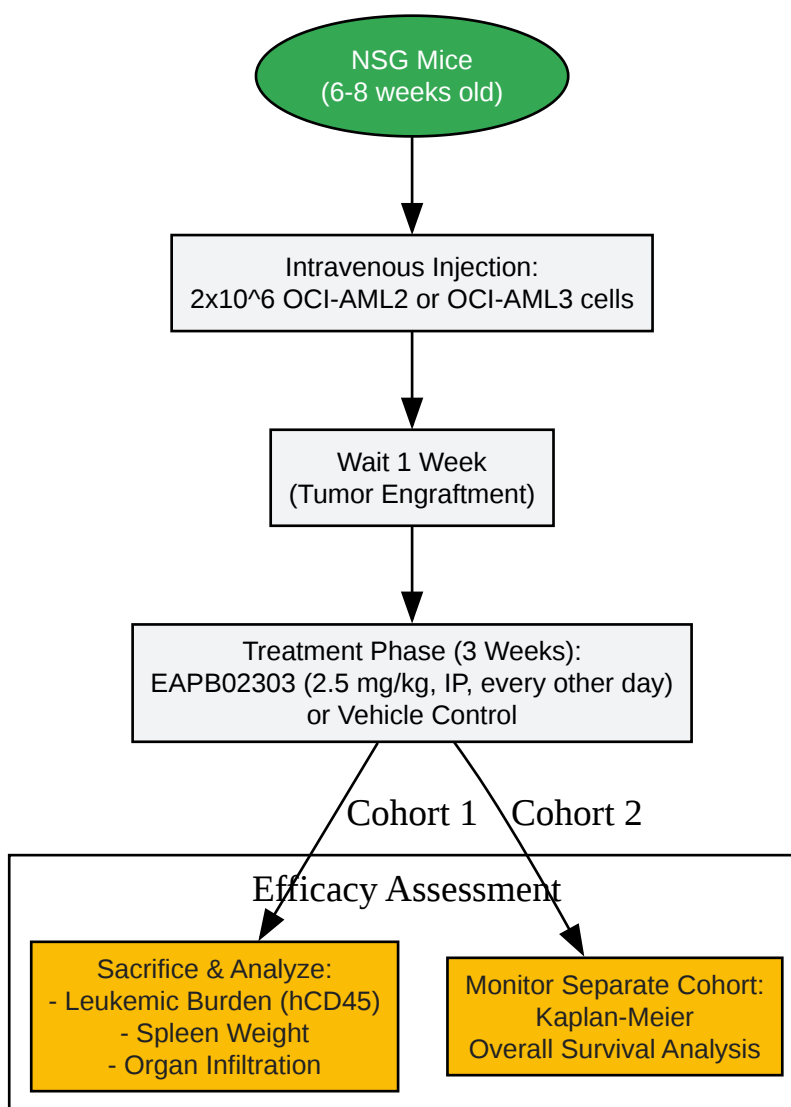 NSG Mice
(6-8 weeks old)
Intravenous Injection:
2x10^6 OCI-AML2 or OCI-AML3 cells
Wait 1 Week
(Tumor Engraftment)
Treatment Phase (3 Weeks):
EAPB02303 (2.5 mg/kg, IP, every other day)
or Vehicle Control
Cohort 1
Cohort 2
Efficacy Assessment
Sacrifice & Analyze:
- Leukemic Burden (hCD45)
- Spleen Weight
- Organ Infiltration
Monitor Separate Cohort:
Kaplan-Meier
Overall Survival Analysis